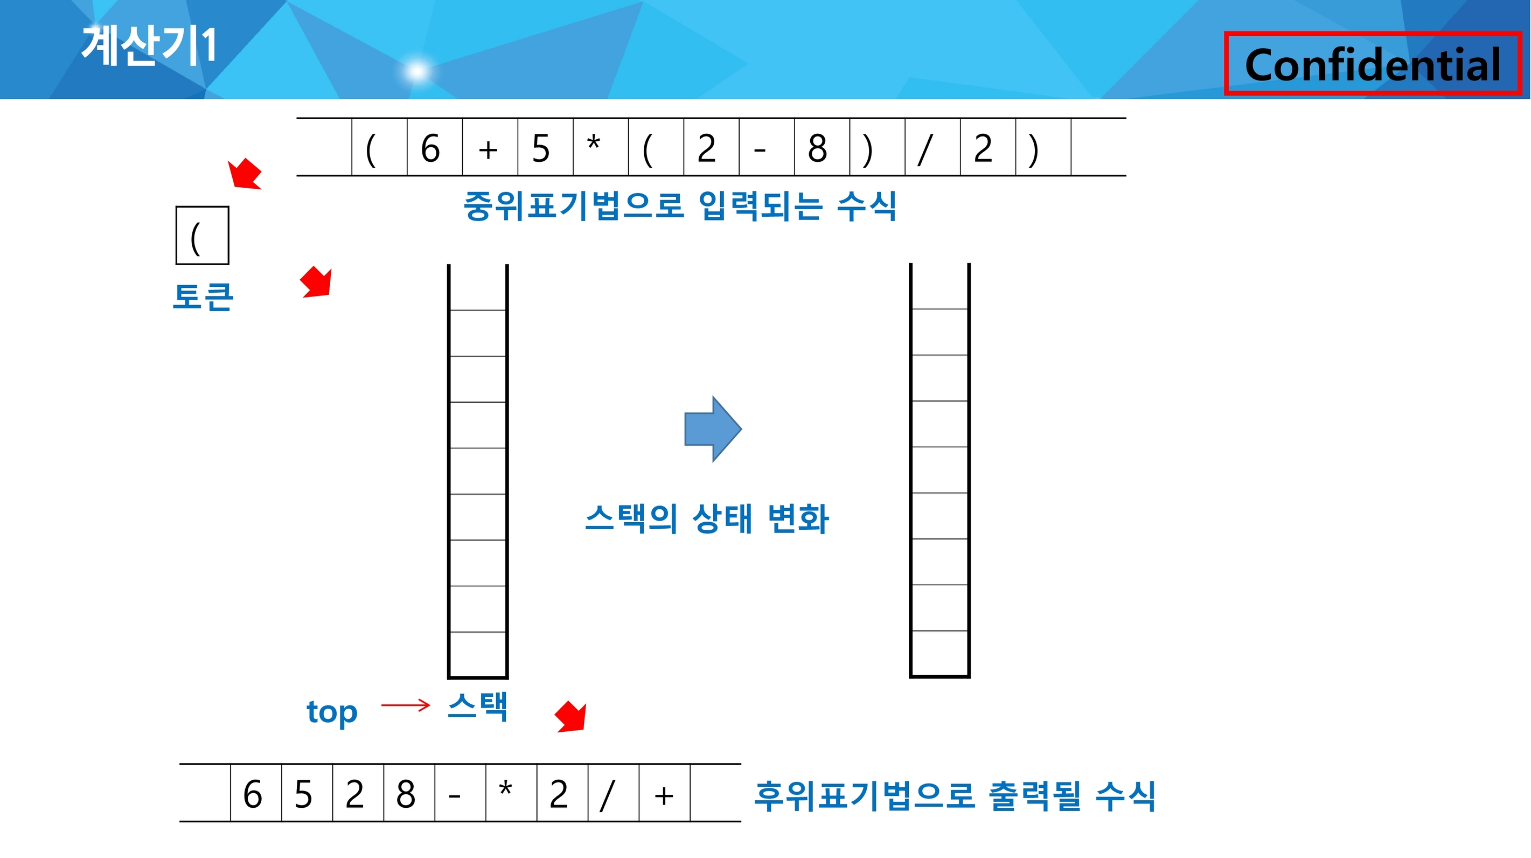 계산기1
Confidential
( 6 + 5 * ( 2 - 8 ) / 2 )
중위표기법으로 입력되는 수식
(
토큰
스택의 상태 변화
top 스택
6 5 2 8 - * 2 / +
후위표기법으로 출력될 수식